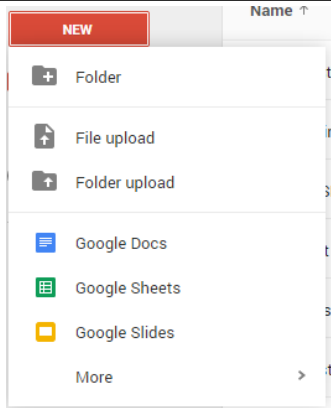 NEW
Name ↑
Folder
File upload
Folder upload
Google Docs
Google Sheets
Google Slides
More